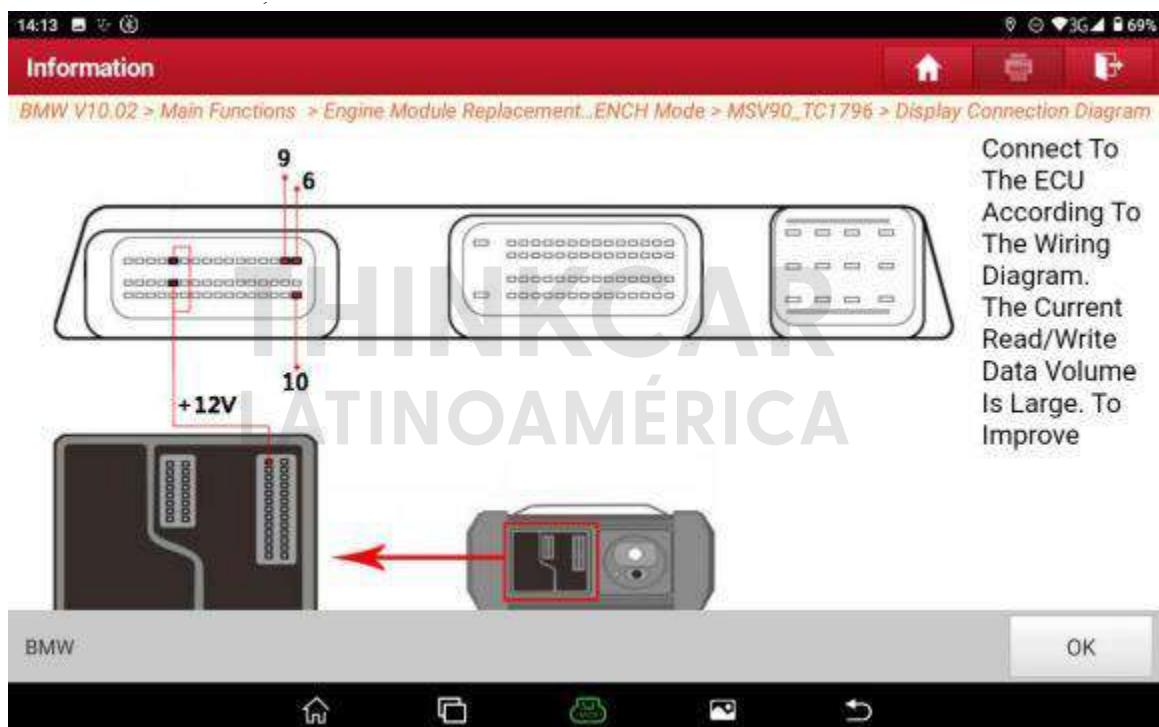 14:13
3G 69%
Information
BMW V10.02 > Main Functions > Engine Module Replacement...ENCH Mode > MSV90_TC1796 > Display Connection Diagram
9
6
10
+12V
Connect To
The ECU
According To
The Wiring
Diagram.
The Current
Read/Write
Data Volume
Is Large. To
Improve
THINKCAR
LATINOAMÉRICA
BMW
OK